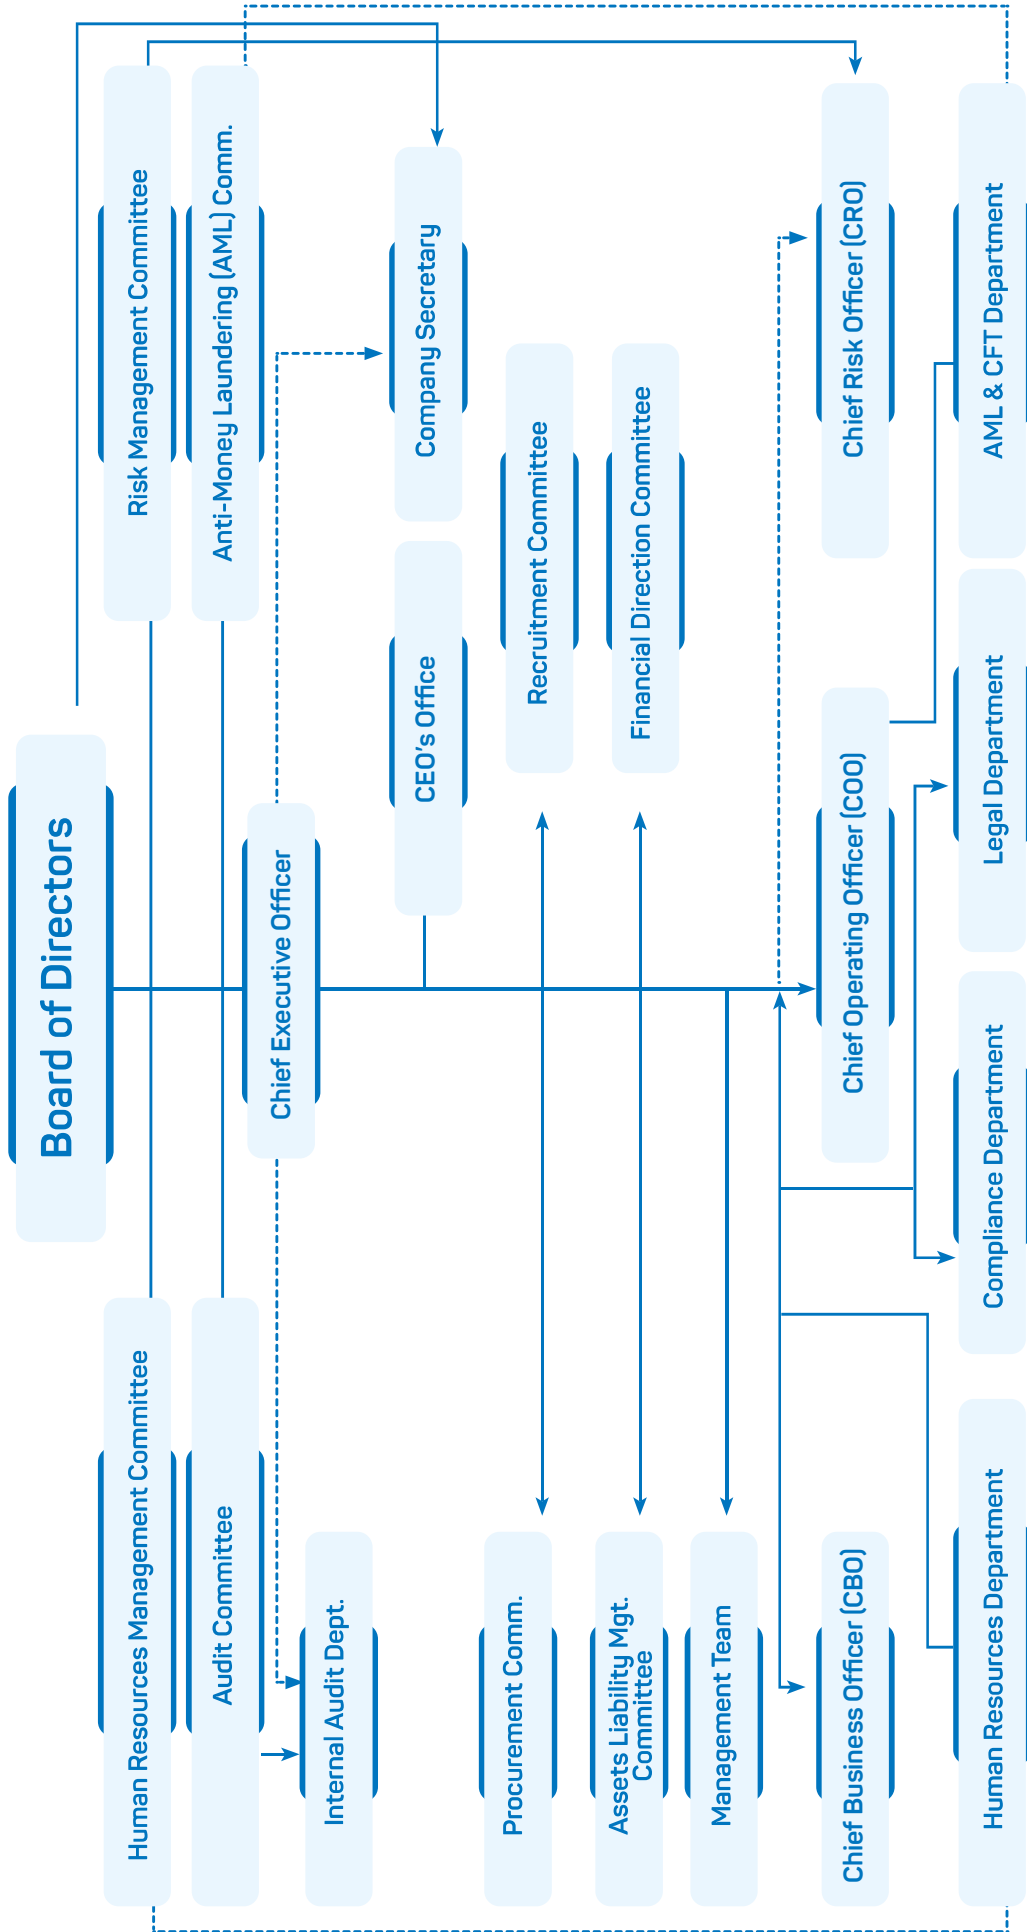 Board of Directors
Human Resources Management Committee
Risk Management Committee
Audit Committee
Anti-Money Laundering (AML) Comm.
Chief Executive Officer
Internal Audit Dept.
CEO's Office
Company Secretary
Procurement Comm.
Recruitment Committee
Assets Liability Mgt.
Committee
Financial Direction Committee
Management Team
Chief Business Officer (CBO)
Chief Operating Officer (COO)
Chief Risk Officer (CRO)
Human Resources Department
Compliance Department
Legal Department
AML & CFT Department